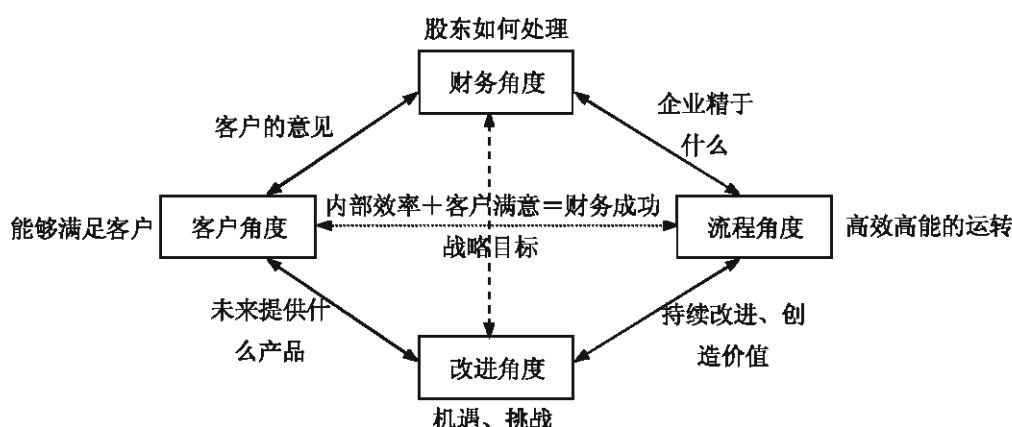 股东如何处理
财务角度
客户的意见
企业精于
什么
内部效率＋客户满意＝财务成功
能够满足客户
客户角度
流程角度
高效高能的运转
战略目标
未来提供什
么产品
持续改进、创
造价值
改进角度
机遇、挑战